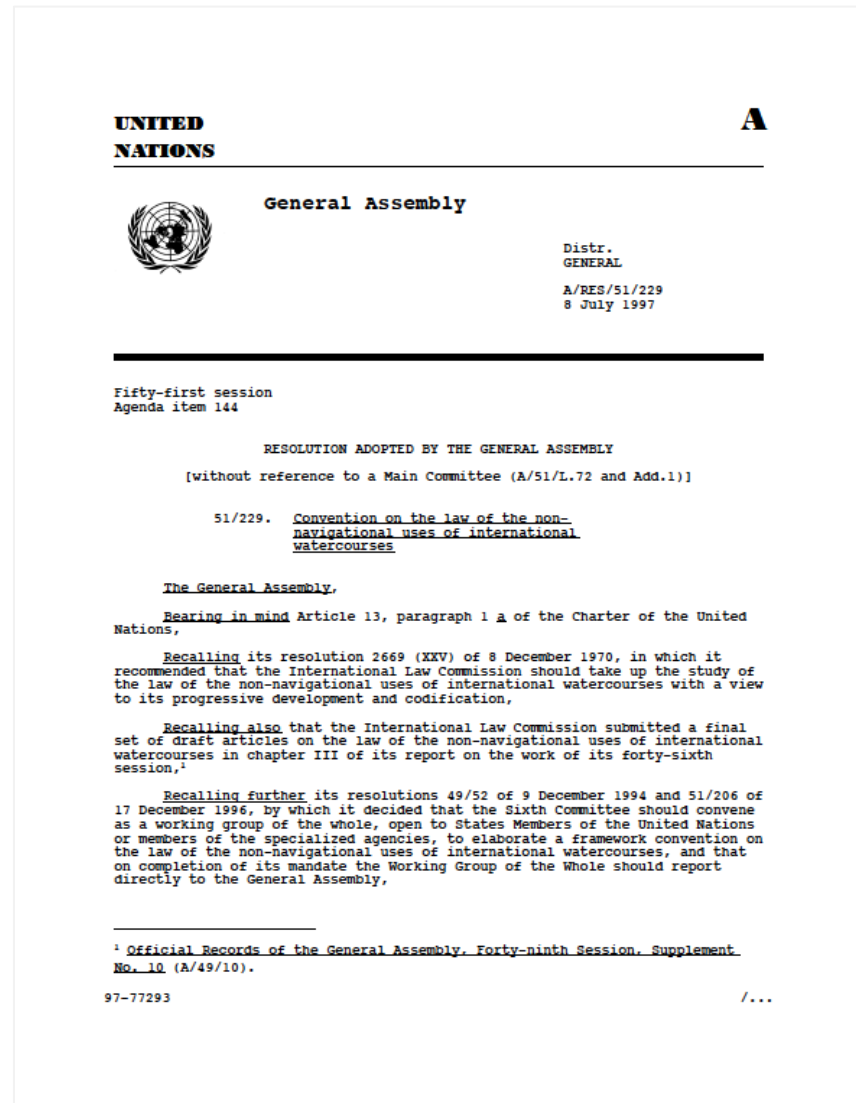 UNITED
NATIONS
A
General Assembly
Distr.
GENERAL
A/RES/51/229
8 July 1997
Fifty-first session
Agenda item 144
RESOLUTION ADOPTED BY THE GENERAL ASSEMBLY
[without reference to a Main Committee (A/51/L.72 and Add.1)]
51/229. Convention on the law of the non-
navigational uses of international
watercourses
The General Assembly,
Bearing in mind Article 13, paragraph 1 a of the Charter of the United
Nations,
Recalling its resolution 2669 (XXV) of 8 December 1970, in which it
recommended that the International Law Commission should take up the study of
the law of the non-navigational uses of international watercourses with a view
to its progressive development and codification,
Recalling also that the International Law Commission submitted a final
set of draft articles on the law of the non-navigational uses of international
watercourses in chapter III of its report on the work of its forty-sixth
session,¹
Recalling further its resolutions 49/52 of 9 December 1994 and 51/206 of
17 December 1996, by which it decided that the Sixth Committee should convene
as a working group of the whole, open to States Members of the United Nations
or members of the specialized agencies, to elaborate a framework convention on
the law of the non-navigational uses of international watercourses, and that
on completion of its mandate the Working Group of the Whole should report
directly to the General Assembly,
¹ Official Records of the General Assembly, Forty-ninth Session, Supplement
No. 10 (A/49/10).
97-77293
/...